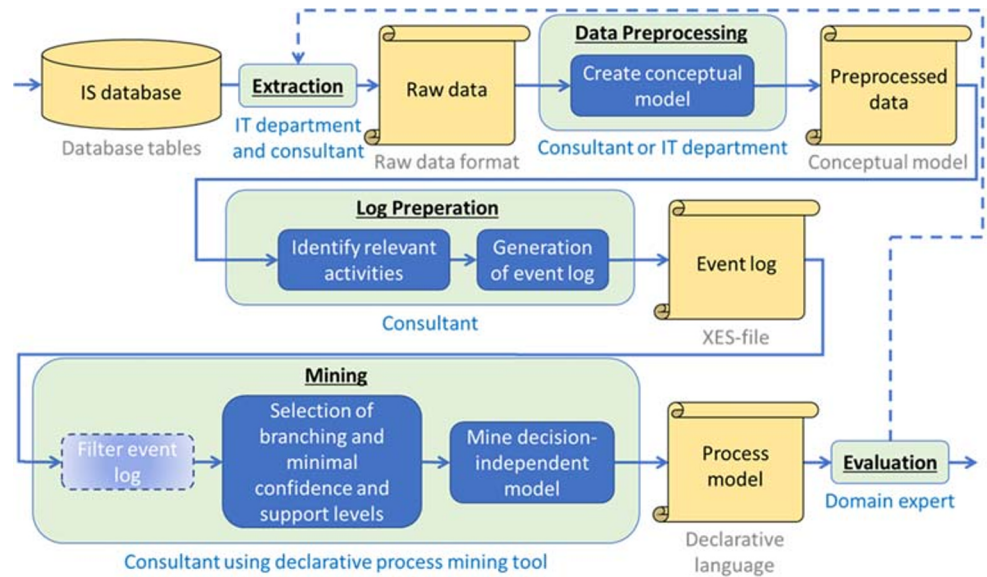 IS database
Database tables
Extraction
IT department
and consultant
Raw data
Raw data format
Data Preprocessing
Create conceptual
model
Consultant or IT department
Preprocessed
data
Conceptual model
Log Preperation
Identify relevant
activities
Generation
of event log
Consultant
Event log
XES-file
Mining
Filter event
log
Selection of
branching and
minimal
confidence and
support levels
Mine decision-
independent
model
Consultant using declarative process mining tool
Process
model
Declarative
language
Evaluation
Domain expert